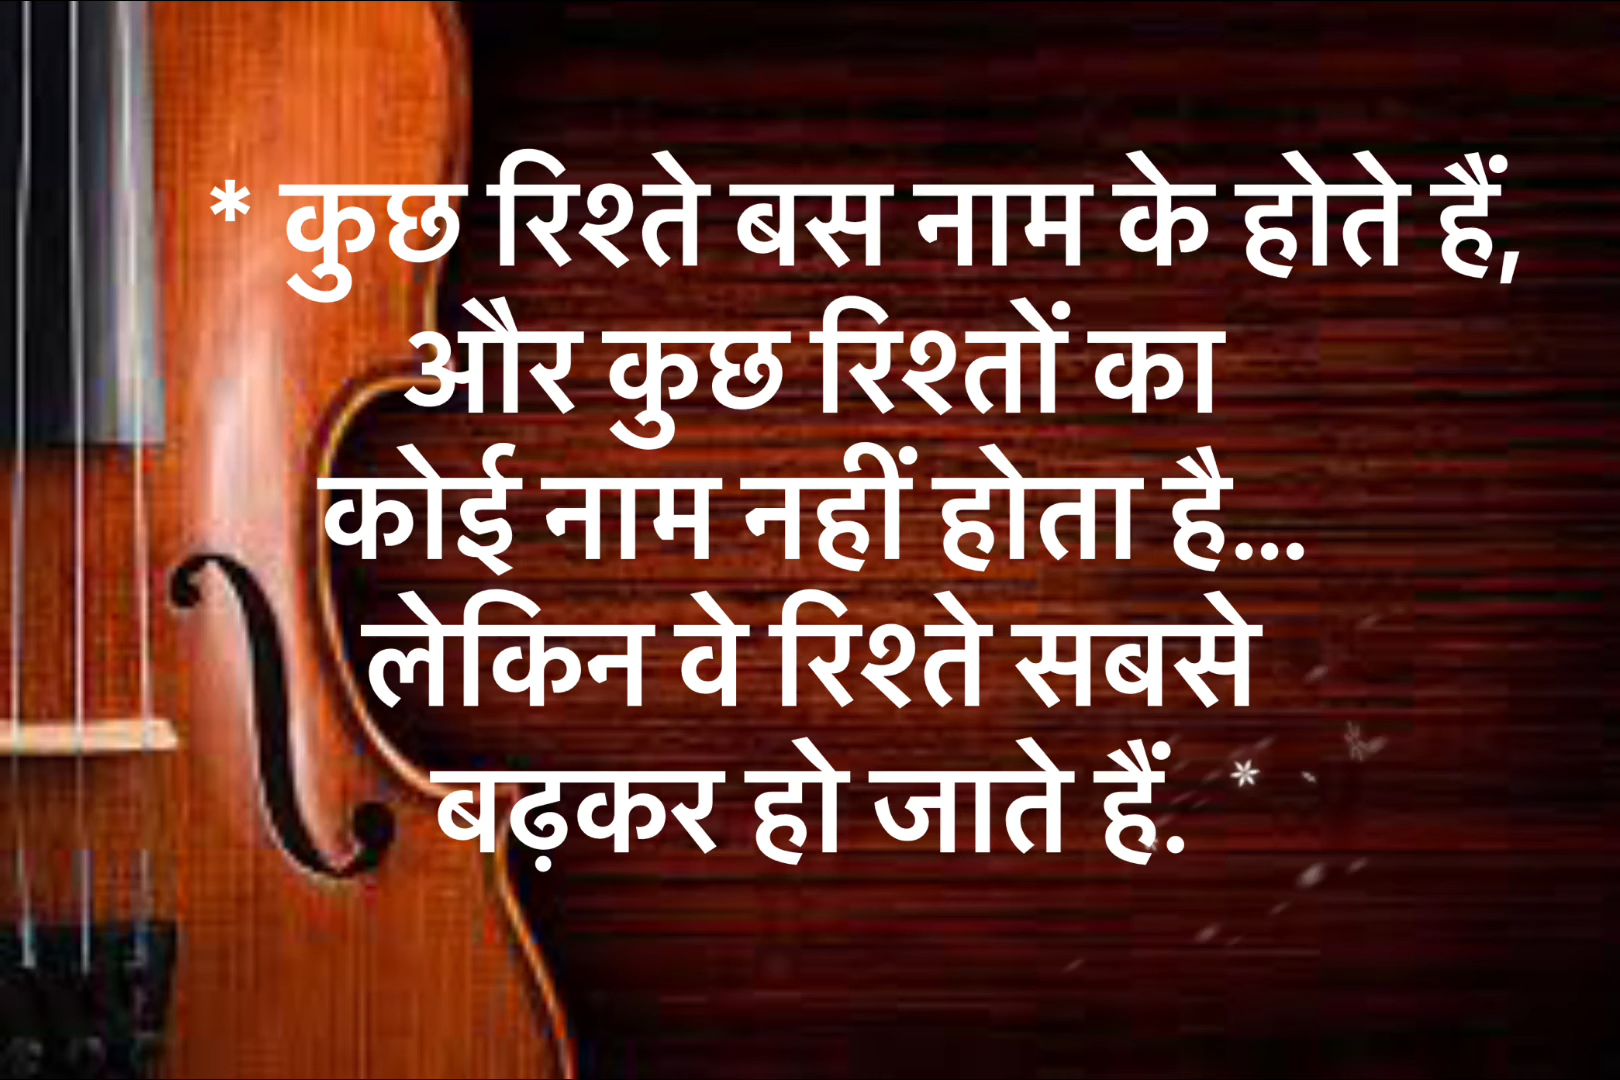 * कुछ रिश्ते बस नाम के होते हैं,
और कुछ रिश्तों का
कोई नाम नहीं होता है...
लेकिन वे रिश्ते सबसे
बढ़कर हो जाते हैं. *